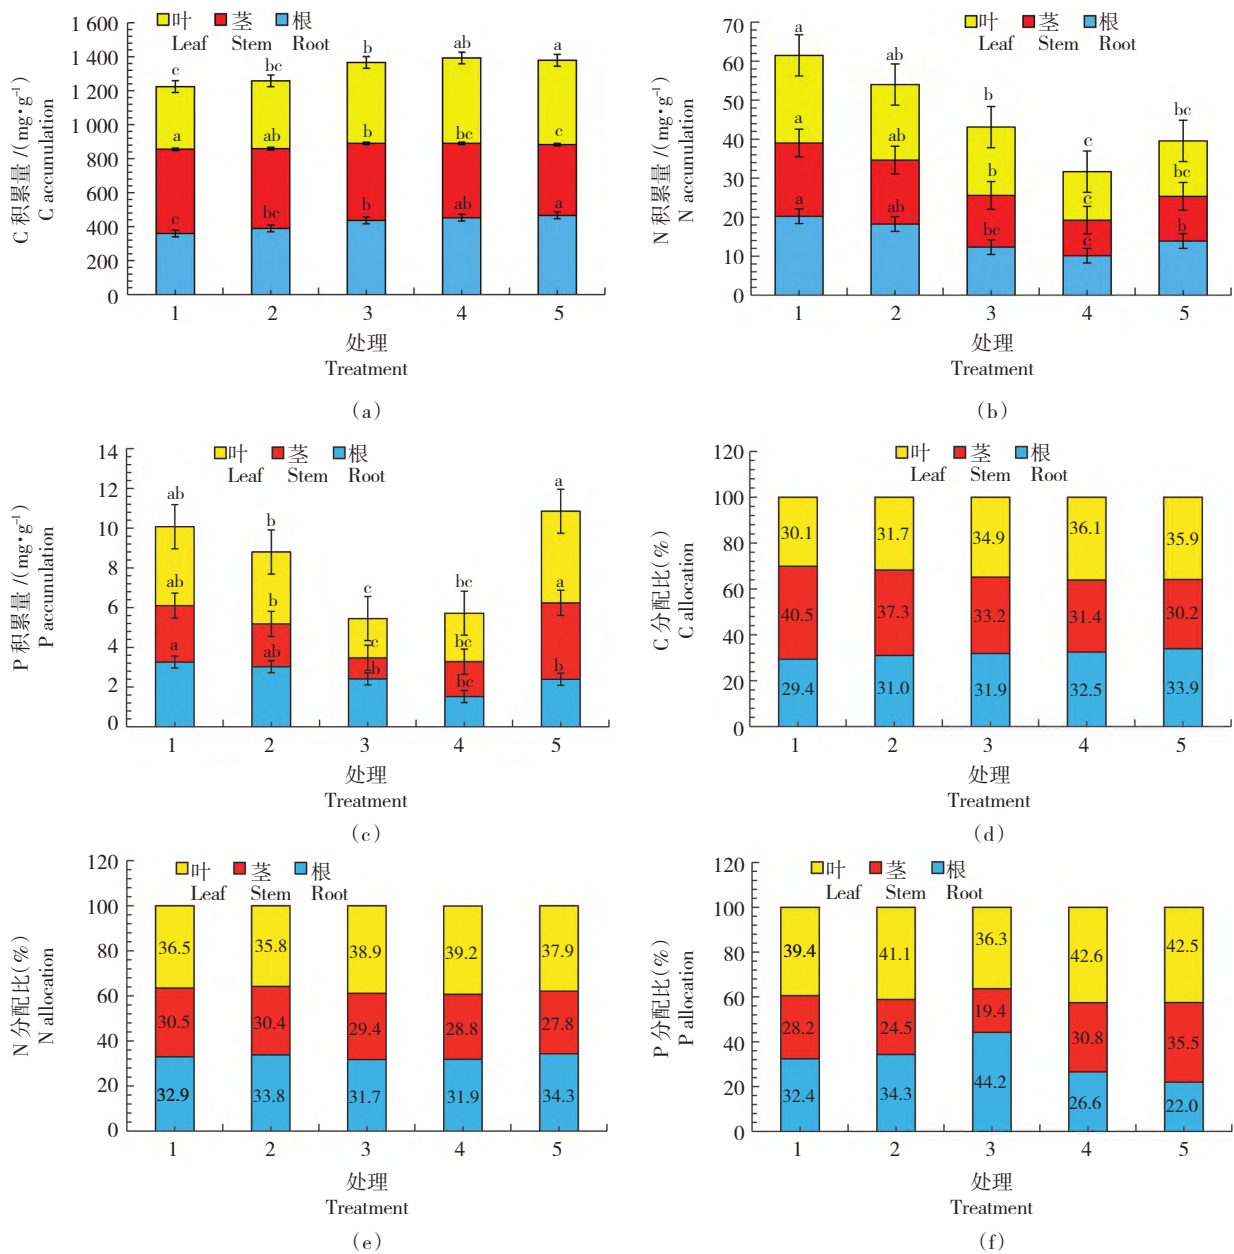 叶 茎 根
Leaf Stem Root
1 600
1 400
1 200
1 000
800
600
400
200
0
C 积累量 /(mg•g⁻¹)
C accumulation
c bc b ab a
a ab b bc c
c bc b ab a
1 2 3 4 5
处理
Treatment
(a)
叶 茎 根
Leaf Stem Root
70
60
50
40
30
20
10
0
N 积累量 /(mg•g⁻¹)
N accumulation
a ab b c bc
a ab b c bc
a ab bc c b
1 2 3 4 5
处理
Treatment
(b)
叶 茎 根
Leaf Stem Root
14
12
10
8
6
4
2
0
P 积累量 /(mg•g⁻¹)
P accumulation
ab b c bc a
ab b c bc a
a ab b bc b
1 2 3 4 5
处理
Treatment
(c)
叶 茎 根
Leaf Stem Root
120
100
80
60
40
20
0
C 分配比(%)
C allocation
30.1 31.7 34.9 36.1 35.9
40.5 37.3 33.2 31.4 30.2
29.4 31.0 31.9 32.5 33.9
1 2 3 4 5
处理
Treatment
(d)
叶 茎 根
Leaf Stem Root
120
100
80
60
40
20
0
N 分配比(%)
N allocation
36.5 35.8 38.9 39.2 37.9
30.5 30.4 29.4 28.8 27.8
32.9 33.8 31.7 31.9 34.3
1 2 3 4 5
处理
Treatment
(e)
叶 茎 根
Leaf Stem Root
120
100
80
60
40
20
0
P 分配比(%)
P allocation
39.4 41.1 36.3 42.6 42.5
28.2 24.5 19.4 30.8 35.5
32.4 34.3 44.2 26.6 22.0
1 2 3 4 5
处理
Treatment
(f)